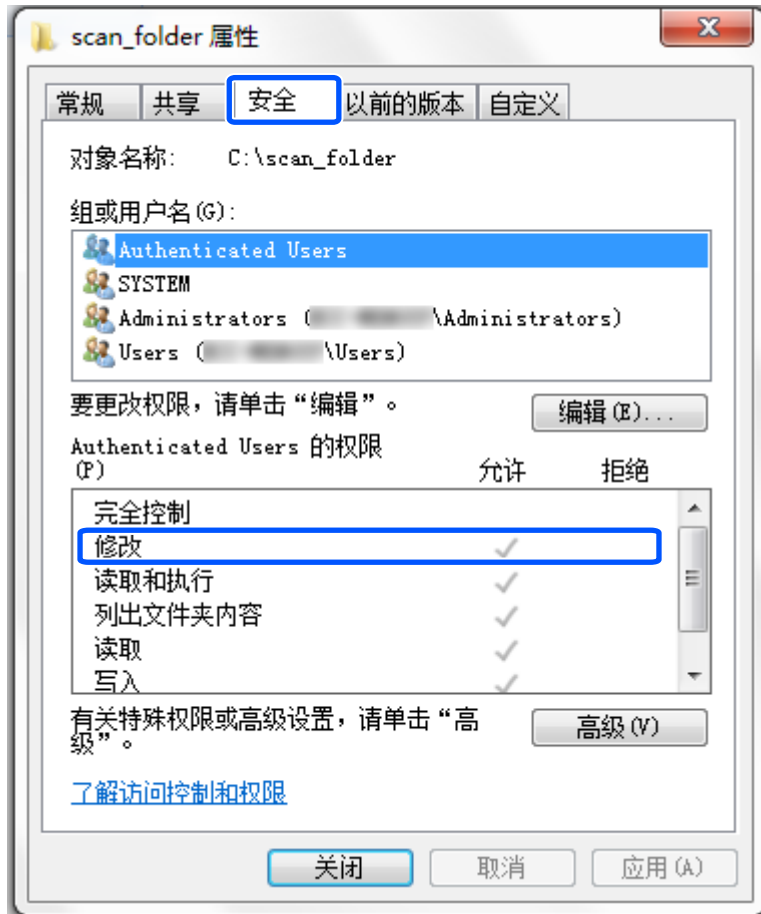 scan_folder 属性
常规 共享 安全 以前的版本 自定义
对象名称: C:\scan_folder
组或用户名(G):
Authenticated Users
SYSTEM
Administrators ( \Administrators)
Users ( \Users)
要更改权限，请单击“编辑”。 编辑(E)...
Authenticated Users 的权限
(P) 允许 拒绝
完全控制
修改
读取和执行
列出文件夹内容
读取
写入
有关特殊权限或高级设置，请单击“高
级”。 高级(V)
了解访问控制和权限
关闭 取消 应用(A)